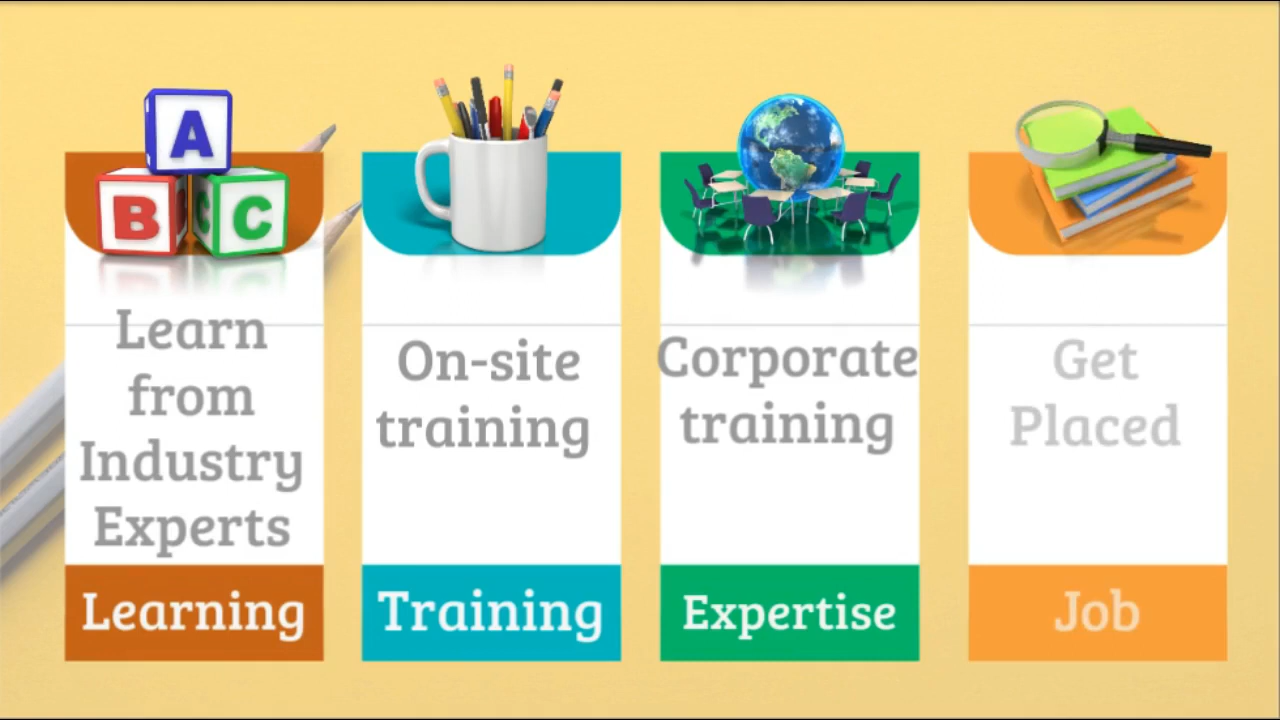 A
B C
Learn
from
Industry
Experts
Learning
On-site
training
Training
Corporate
training
Expertise
Get
Placed
Job